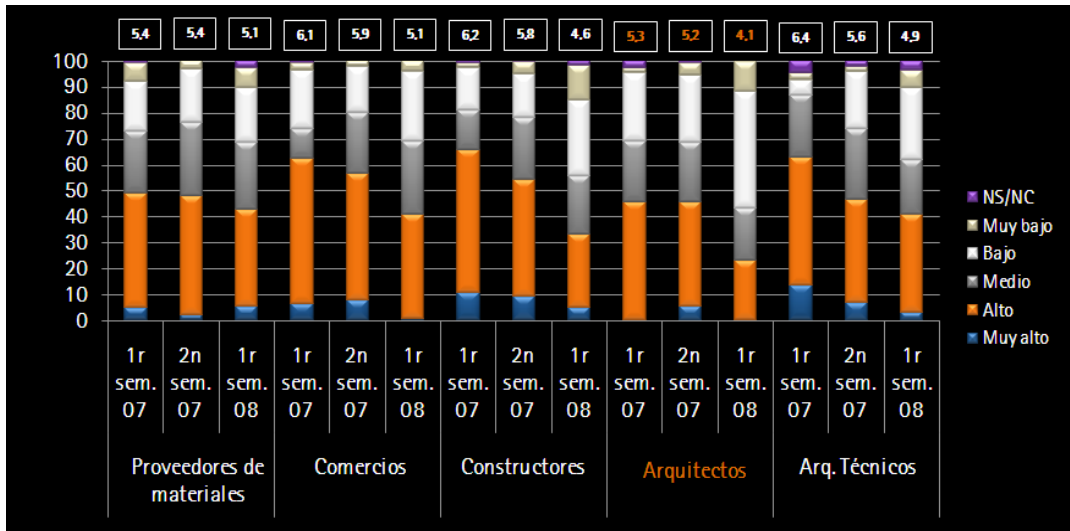 5,4 5,4 5,1 6,1 5,9 5,1 6,2 5,8 4,6 5,3 5,2 4,1 6,4 5,6 4,9
100
90
80
70
60
50
40
30
20
10
0
NS/NC
Muy bajo
Bajo
Medio
Alto
Muy alto
1r 2n 1r 1r 2n 1r 1r 2n 1r 1r 2n 1r 1r 2n 1r
sem. sem. sem. sem. sem. sem. sem. sem. sem. sem. sem. sem. sem. sem. sem.
07 07 08 07 07 08 07 07 08 07 07 08 07 07 08
Proveedores de Comercios Constructores Arquitectos Arq. Técnicos
materiales